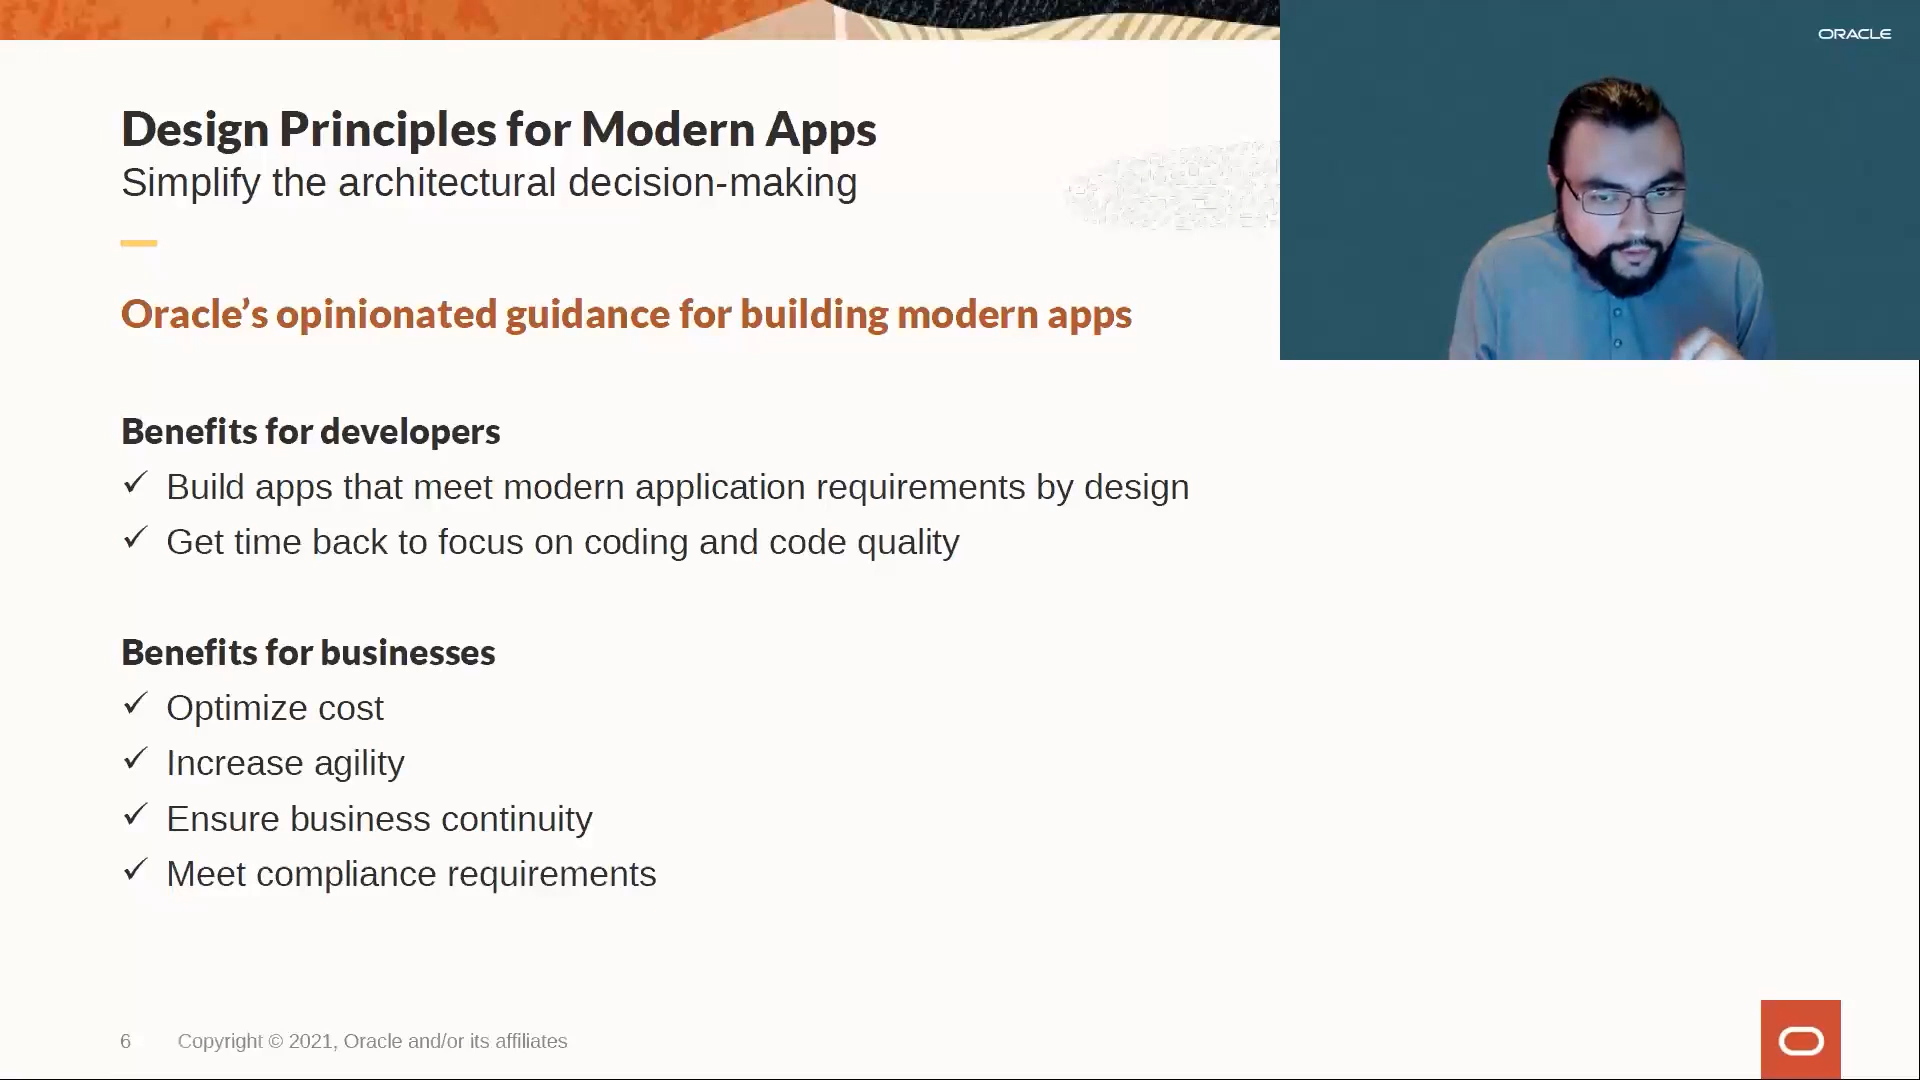 ORACLE
Design Principles for Modern Apps
Simplify the architectural decision-making
Oracle’s opinionated guidance for building modern apps
Benefits for developers
✓ Build apps that meet modern application requirements by design
✓ Get time back to focus on coding and code quality
Benefits for businesses
✓ Optimize cost
✓ Increase agility
✓ Ensure business continuity
✓ Meet compliance requirements
6 Copyright © 2021, Oracle and/or its affiliates